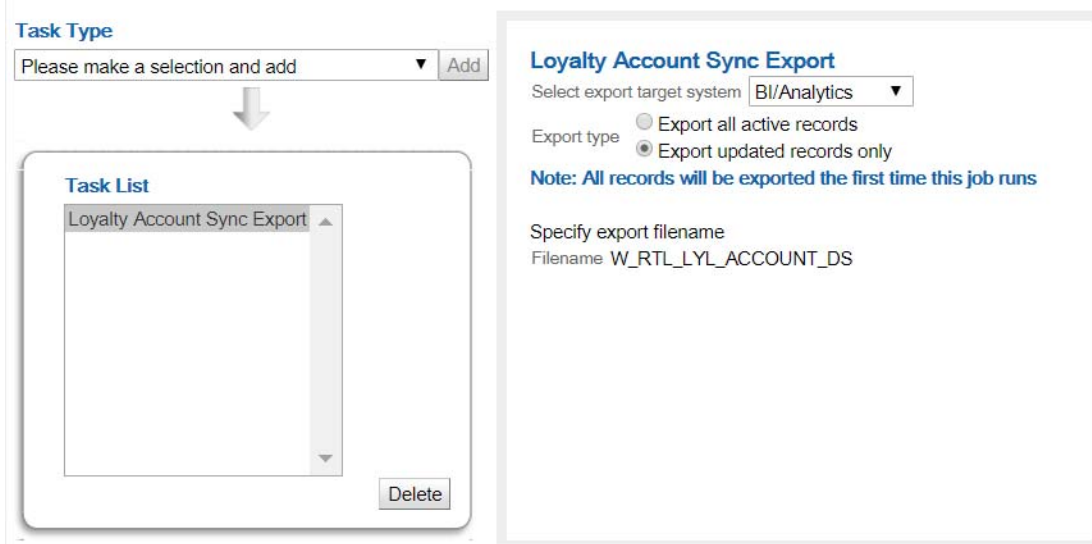 Task Type
Please make a selection and add
Add
Task List
Loyalty Account Sync Export
Delete
Loyalty Account Sync Export
Select export target system BI/Analytics
Export type
Export all active records
Export updated records only
Note: All records will be exported the first time this job runs
Specify export filename
Filename W_RTL_LYL_ACCOUNT_DS